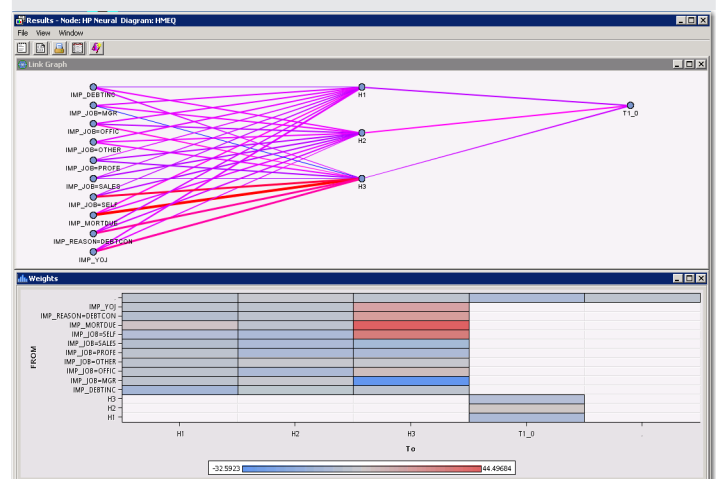 Results - Node: HP Neural Diagram: HMEQ
File View Window
Link Graph
IMP_DEBTINC
H1
IMP_JOB=MGR
T1_0
IMP_JOB=OFFIC
H2
IMP_JOB=OTHER
IMP_JOB=PROFE
IMP_JOB=SALES
H3
IMP_JOB=SELF
IMP_MORTDUE
IMP_REASON=DEBTCON
IMP_YOJ
Weights
FROM
.
IMP_YOJ
IMP_REASON=DEBTCON
IMP_MORTDUE
IMP_JOB=SELF
IMP_JOB=SALES
IMP_JOB=PROFE
IMP_JOB=OTHER
IMP_JOB=OFFIC
IMP_JOB=MGR
IMP_DEBTINC
H3
H2
H1
H1 H2 H3 T1_0 .
To
-32.5923 44.49684